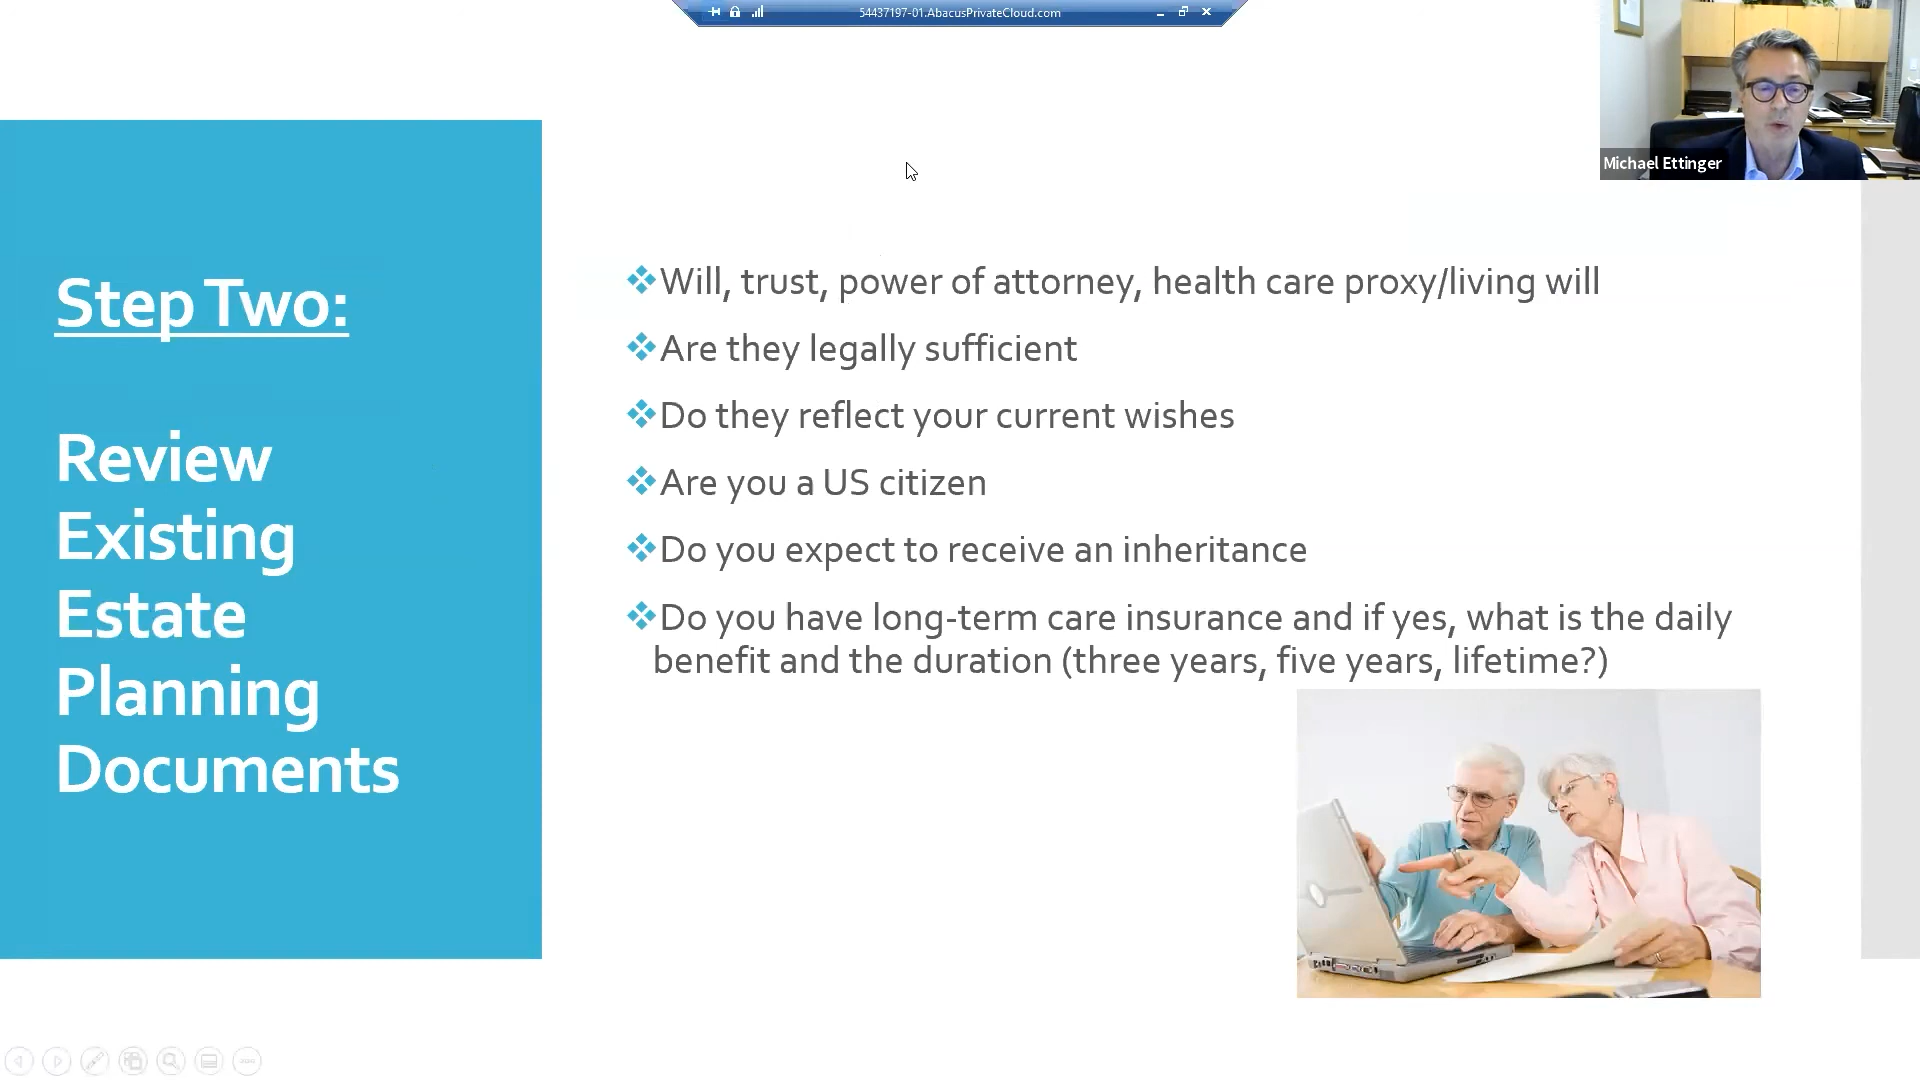 54437197-01.AbacusPrivateCloud.com
Michael Ettinger
Step Two:
Review
Existing
Estate
Planning
Documents
Will, trust, power of attorney, health care proxy/living will
Are they legally sufficient
Do they reflect your current wishes
Are you a US citizen
Do you expect to receive an inheritance
Do you have long-term care insurance and if yes, what is the daily
benefit and the duration (three years, five years, lifetime?)